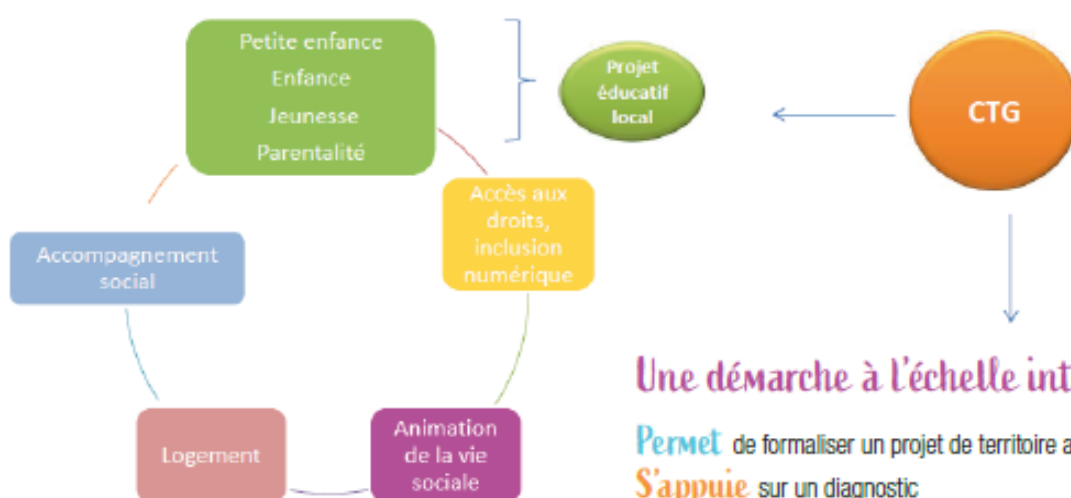 Petite enfance
Enfance
Jeunesse
Parentalité
Projet
éducatif
local
CTG
Accès aux
droits,
inclusion
numérique
Accompagnement
social
Logement
Animation
de la vie
sociale
Une démarche à l'échelle int
Permet de formaliser un projet de territoire a
S'appuie sur un diagnostic